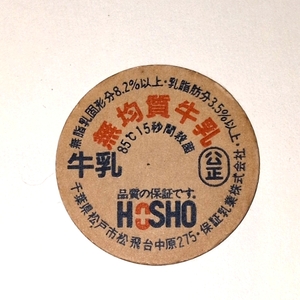 無脂乳固形分8.2%以上・乳脂肪分3.5%以上・
無均質牛乳
85℃15秒間殺菌
牛乳
公正
品質の保証です。
HOSHO
千葉県松戸市松飛台中原275・保証乳業株式会社